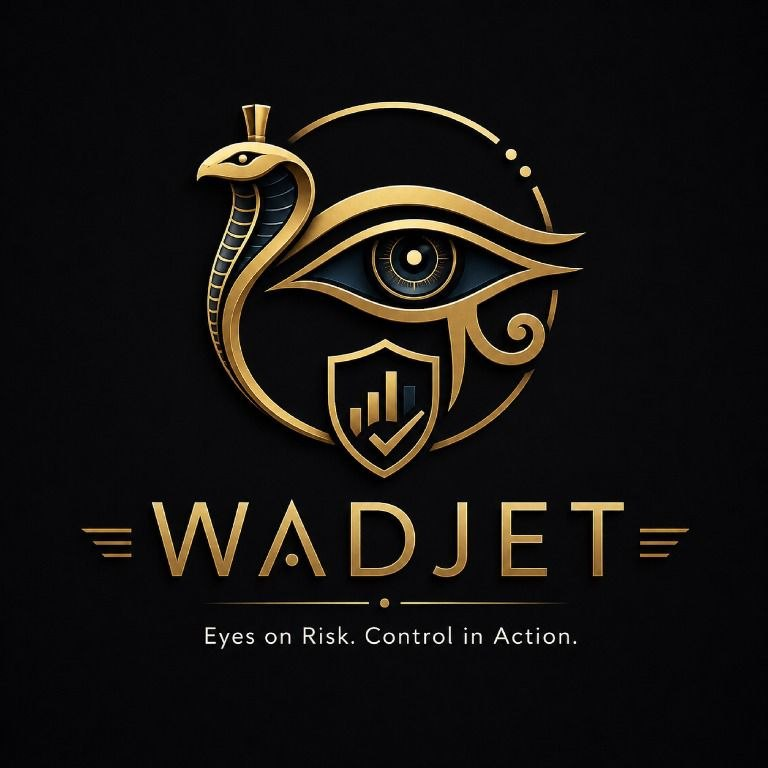 WADJET
Eyes on Risk. Control in Action.